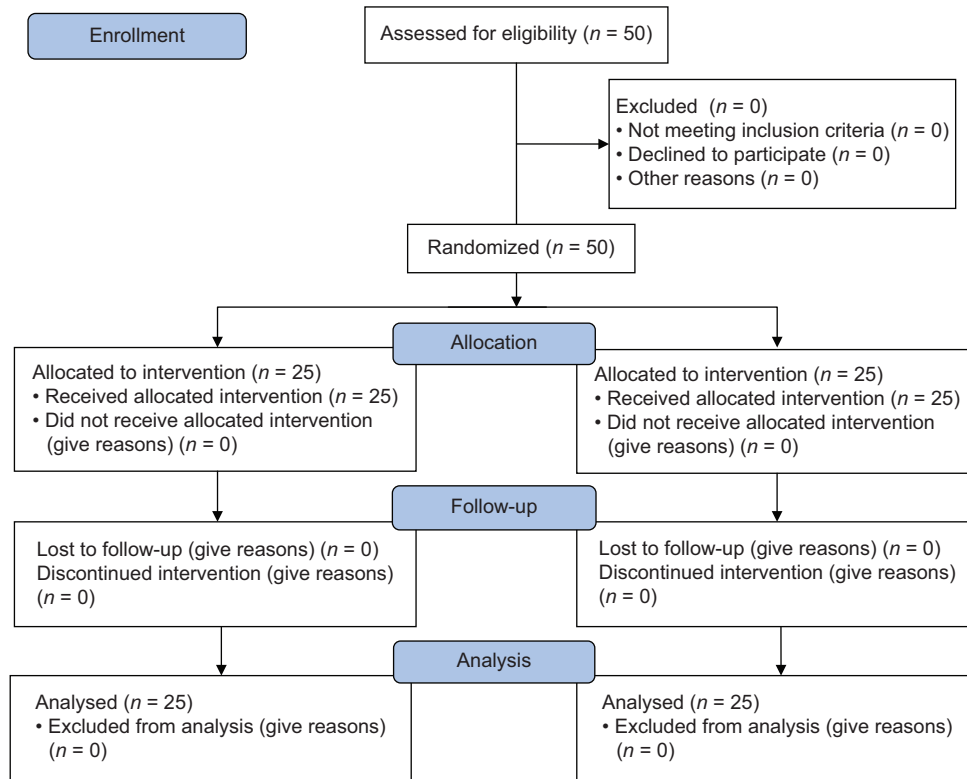 Enrollment
Assessed for eligibility (n = 50)
Excluded (n = 0)
• Not meeting inclusion criteria (n = 0)
• Declined to participate (n = 0)
• Other reasons (n = 0)
Randomized (n = 50)
Allocation
Allocated to intervention (n = 25)
• Received allocated intervention (n = 25)
• Did not receive allocated intervention
(give reasons) (n = 0)
Allocated to intervention (n = 25)
• Received allocated intervention (n = 25)
• Did not receive allocated intervention
(give reasons) (n = 0)
Follow-up
Lost to follow-up (give reasons) (n = 0)
Discontinued intervention (give reasons)
(n = 0)
Lost to follow-up (give reasons) (n = 0)
Discontinued intervention (give reasons)
(n = 0)
Analysis
Analysed (n = 25)
• Excluded from analysis (give reasons)
(n = 0)
Analysed (n = 25)
• Excluded from analysis (give reasons)
(n = 0)